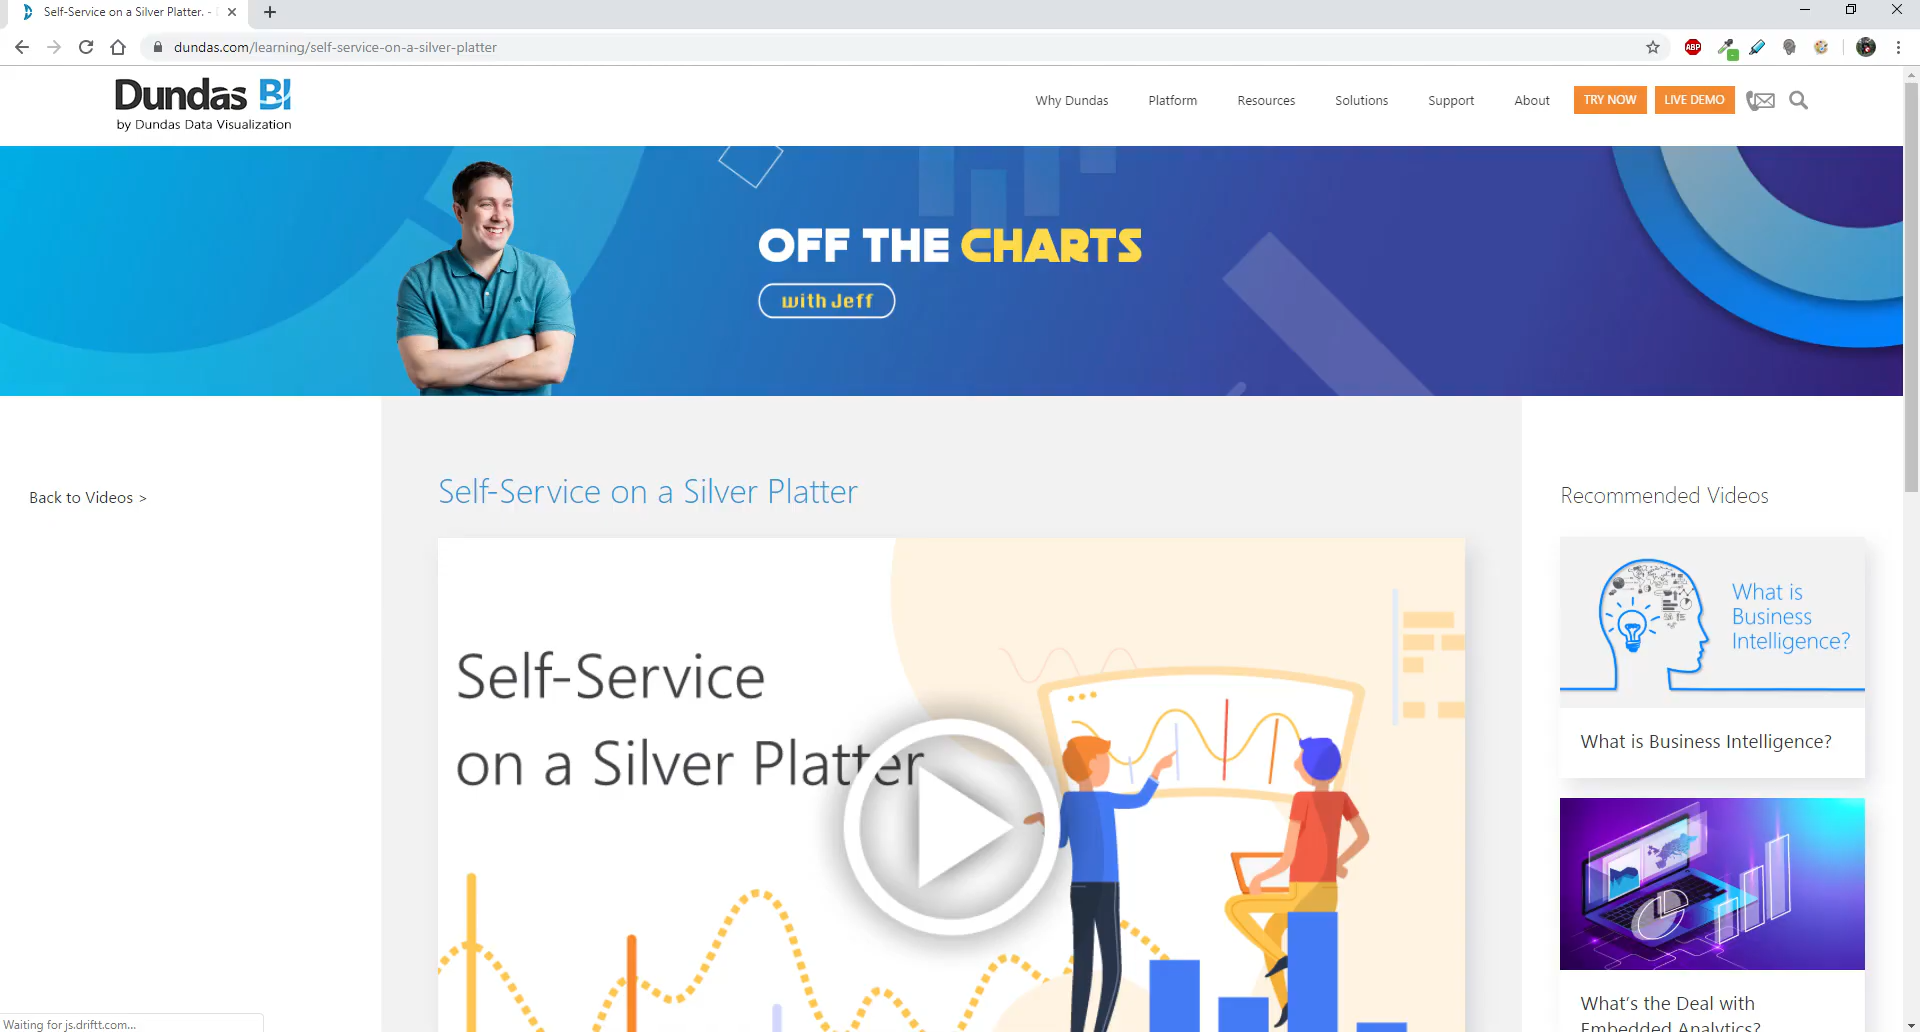 Self-Service on a Silver Platter. -
dundas.com/learning/self-service-on-a-silver-platter
ABP
Dundas BI
by Dundas Data Visualization
Why Dundas
Platform
Resources
Solutions
Support
About
TRY NOW
LIVE DEMO
OFF THE CHARTS
with Jeff
Back to Videos >
Self-Service on a Silver Platter
Recommended Videos
Self-Service
on a Silver Platter
What is
Business
Intelligence?
What is Business Intelligence?
What's the Deal with
Embedded Analytics?
Waiting for js.driftt.com...